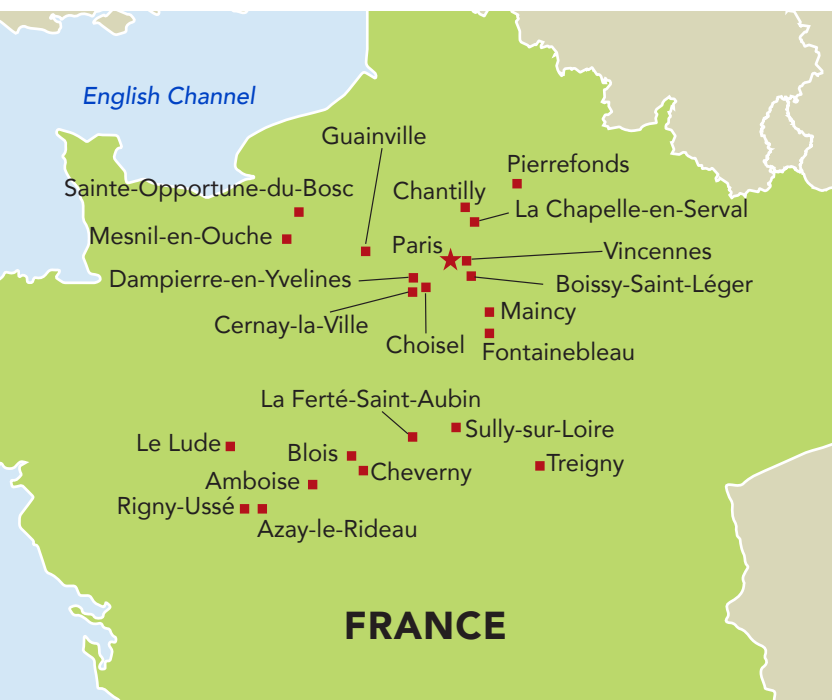 English Channel
Guainville
Pierrefonds
Sainte-Opportune-du-Bosc
Chantilly
La Chapelle-en-Serval
Mesnil-en-Ouche
Paris
Vincennes
Dampierre-en-Yvelines
Boissy-Saint-Léger
Maincy
Cernay-la-Ville
Choisel
Fontainebleau
La Ferté-Saint-Aubin
Sully-sur-Loire
Le Lude
Blois
Treigny
Cheverny
Amboise
Rigny-Ussé
Azay-le-Rideau
FRANCE